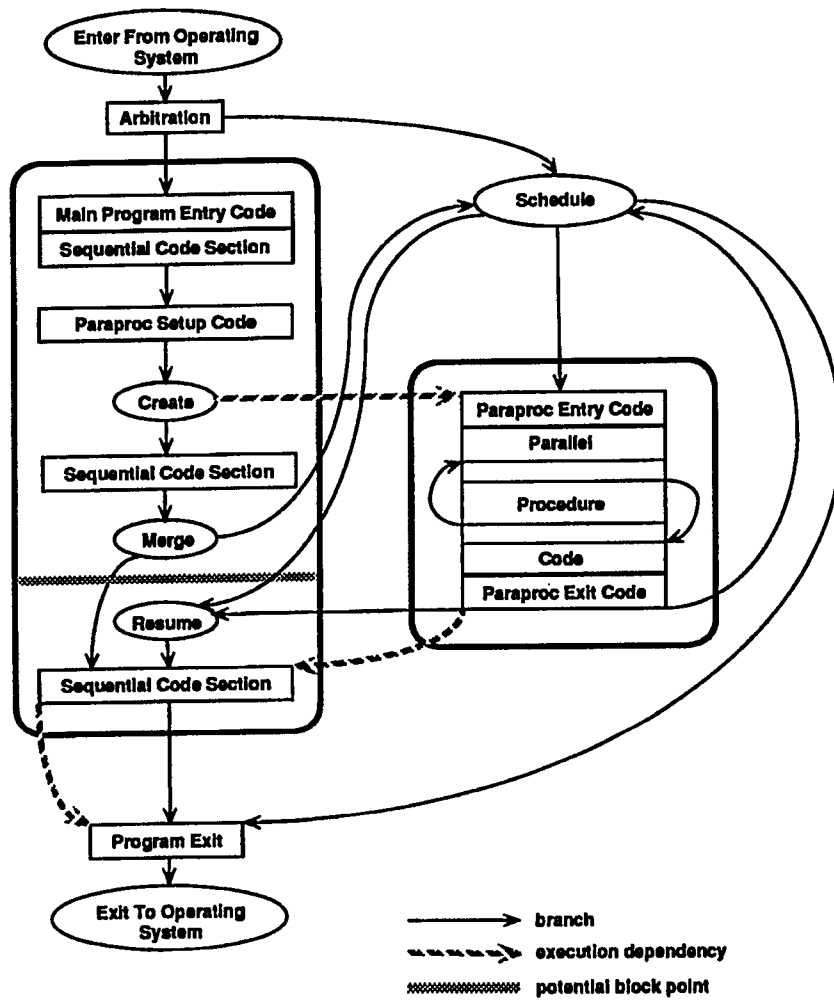 Enter From Operating
System
Arbitration
Main Program Entry Code
Sequential Code Section
Paraproc Setup Code
Create
Sequential Code Section
Merge
Resume
Sequential Code Section
Program Exit
Exit To Operating
System
Schedule
Paraproc Entry Code
Parallel
Procedure
Code
Paraproc Exit Code
branch
execution dependency
potential block point